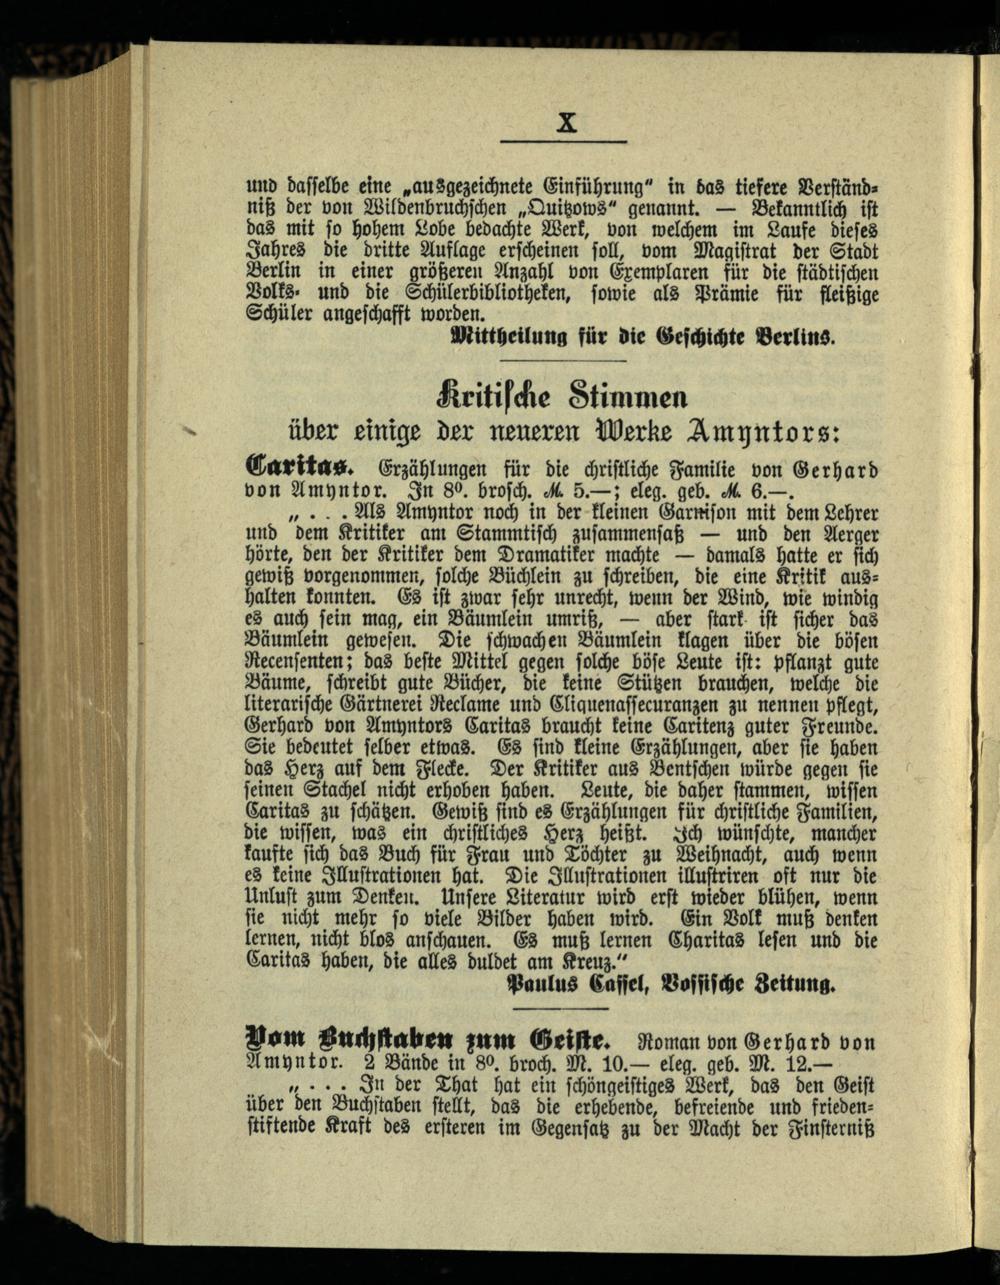 X
und dasselbe eine „ausgezeichnete Einführung“ in das tiefere Verständ-
niß der von Wildenbruchschen „Quitzows“ genannt. — Bekanntlich ist
das mit so hohem Lobe bedachte Werk, von welchem im Laufe dieses
Jahres die dritte Auflage erscheinen soll, vom Magistrat der Stadt
Berlin in einer größeren Anzahl von Exemplaren für die städtischen
Volks- und die Schülerbibliotheken, sowie als Prämie für fleißige
Schüler angeschafft worden.
Mittheilung für die Geschichte Berlins.
Kritische Stimmen
über einige der neueren Werke Amyntors:
Caritas. Erzählungen für die christliche Familie von Gerhard
von Amyntor. In 8⁰. brosch. M. 5.—; eleg. geb. M. 6.—.
„ . . . Als Amyntor noch in der kleinen Garnison mit dem Lehrer
und dem Kritiker am Stammtisch zusammensaß — und den Aerger
hörte, den der Kritiker dem Dramatiker machte — damals hatte er sich
gewiß vorgenommen, solche Büchlein zu schreiben, die eine Kritik aus-
halten konnten. Es ist zwar sehr unrecht, wenn der Wind, wie windig
es auch sein mag, ein Bäumlein umriß, — aber stark ist sicher das
Bäumlein gewesen. Die schwachen Bäumlein klagen über die bösen
Recensenten; das beste Mittel gegen solche böse Leute ist: pflanzt gute
Bäume, schreibt gute Bücher, die keine Stützen brauchen, welche die
literarische Gärtnerei Reclame und Cliquenassecuranzen zu nennen pflegt,
Gerhard von Amyntors Caritas braucht keine Caritenz guter Freunde.
Sie bedeutet selber etwas. Es sind kleine Erzählungen, aber sie haben
das Herz auf dem Flecke. Der Kritiker aus Bentschen würde gegen sie
seinen Stachel nicht erhoben haben. Leute, die daher stammen, wissen
Caritas zu schätzen. Gewiß sind es Erzählungen für christliche Familien,
die wissen, was ein christliches Herz heißt. Ich wünschte, mancher
kaufte sich das Buch für Frau und Töchter zu Weihnacht, auch wenn
es keine Illustrationen hat. Die Illustrationen illustriren oft nur die
Unlust zum Denken. Unsere Literatur wird erst wieder blühen, wenn
sie nicht mehr so viele Bilder haben wird. Ein Volk muß denken
lernen, nicht blos anschauen. Es muß lernen Charitas lesen und die
Caritas haben, die alles duldet am Kreuz.“
Paulus Cassel, Vossische Zeitung.
Vom Buchstaben zum Geiste. Roman von Gerhard von
Amyntor. 2 Bände in 8⁰. broch. M. 10.— eleg. geb. M. 12.—
„ . . . In der That hat ein schöngeistiges Werk, das den Geist
über den Buchstaben stellt, das die erhebende, befreiende und frieden-
stiftende Kraft des ersteren im Gegensatz zu der Macht der Finsterniß